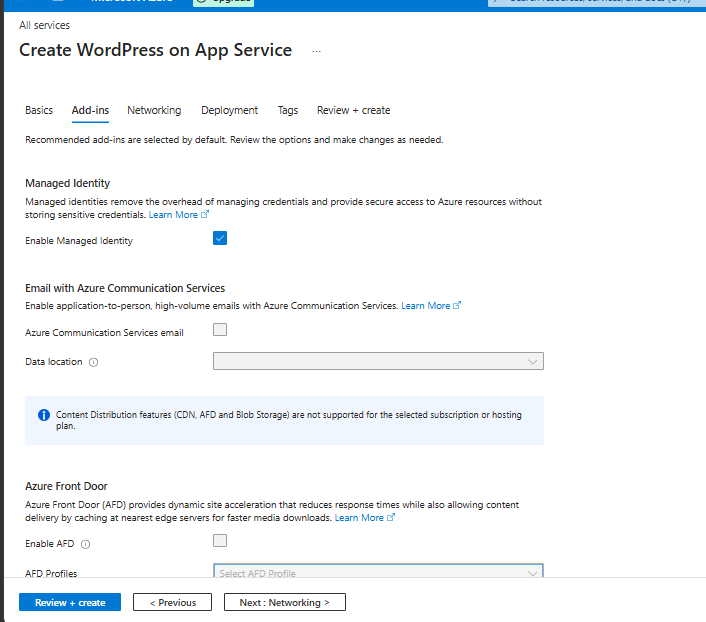 All services
Create WordPress on App Service ...
Basics Add-ins Networking Deployment Tags Review + create
Recommended add-ins are selected by default. Review the options and make changes as needed.
Managed Identity
Managed identities remove the overhead of managing credentials and provide secure access to Azure resources without
storing sensitive credentials. Learn More
Enable Managed Identity
Email with Azure Communication Services
Enable application-to-person, high-volume emails with Azure Communication Services. Learn More
Azure Communication Services email
Data location
Content Distribution features (CDN, AFD and Blob Storage) are not supported for the selected subscription or hosting
plan.
Azure Front Door
Azure Front Door (AFD) provides dynamic site acceleration that reduces response times while also allowing content
delivery by caching at nearest edge servers for faster media downloads. Learn More
Enable AFD
AFD Profiles Select AFD Profile
Review + create < Previous Next : Networking >